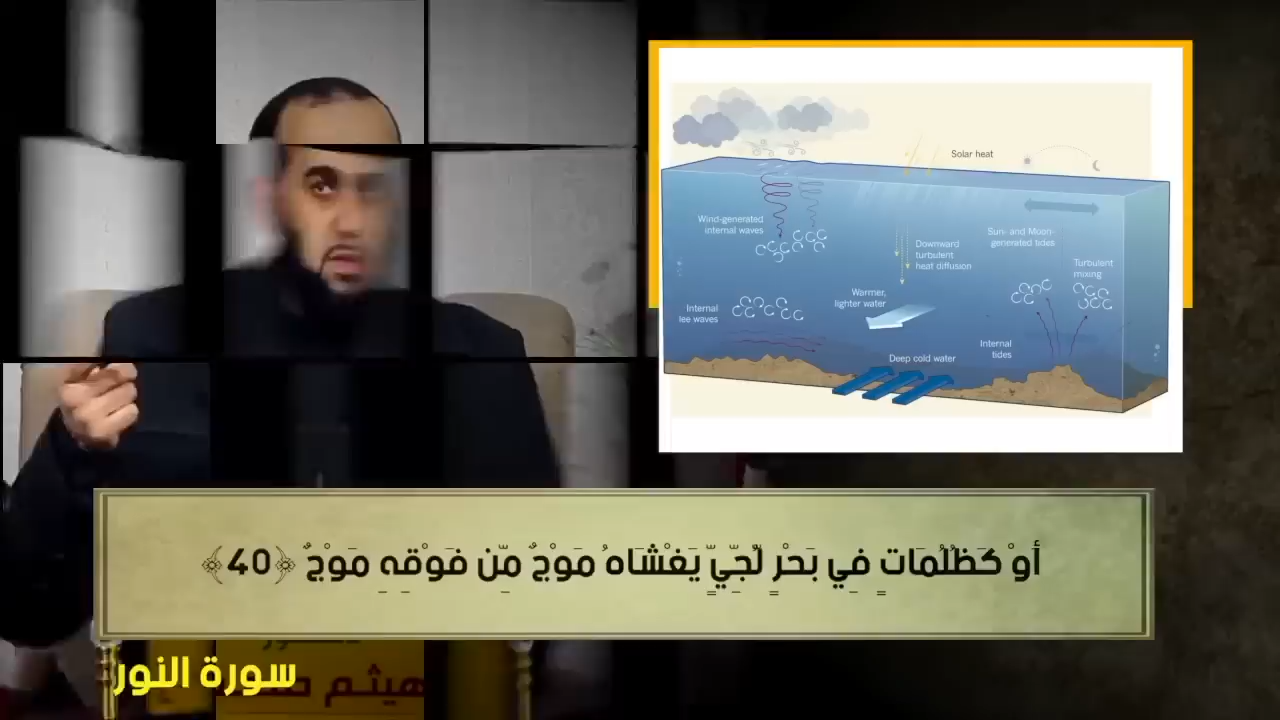 Solar heat
Wind-generated
internal waves
Sun- and Moon-
generated tides
Downward
turbulent
heat diffusion
Turbulent
mixing
Warmer,
lighter water
Internal
lee waves
Internal
tides
Deep cold water
أَوْ كَظُلُمَاتٍ فِي بَحْرٍ لُّجِّيٍّ يَغْشَاهُ مَوْجٌ مِّن فَوْقِهِ مَوْجٌ ﴿40﴾
سورة النور
هيثم